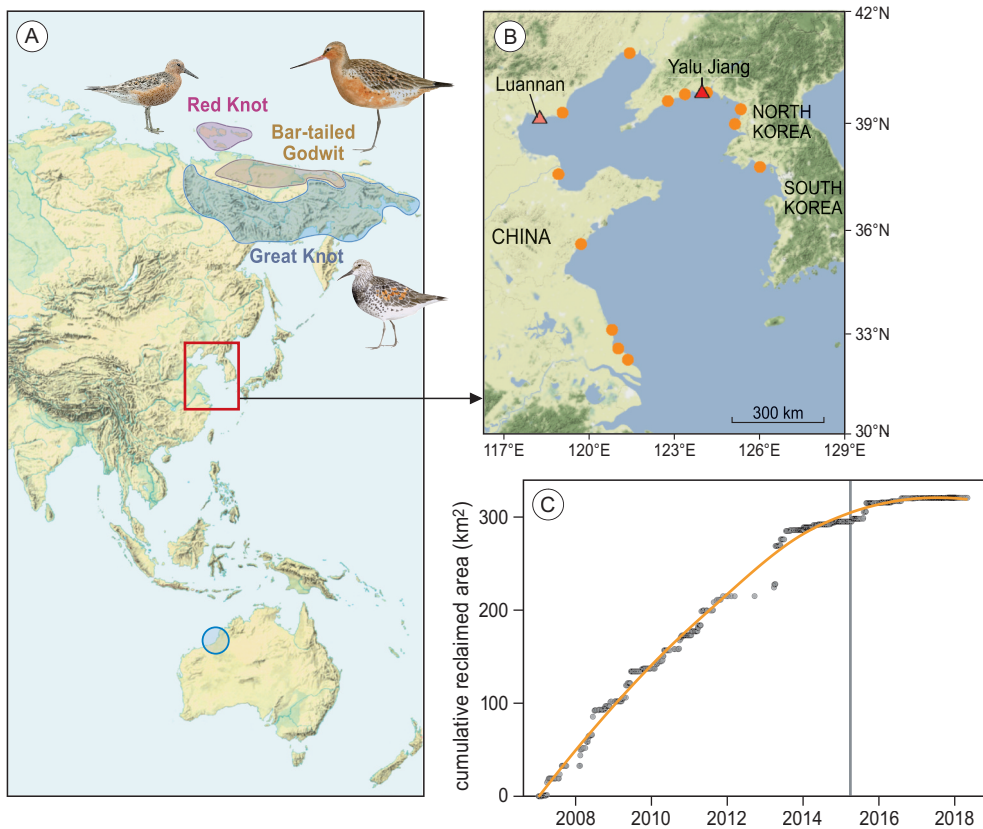 A
Red Knot
Bar-tailed
Godwit
Great Knot
B
Luannan
Yalu Jiang
NORTH
KOREA
SOUTH
KOREA
CHINA
300 km
42°N
39°N
36°N
33°N
30°N
117°E
120°E
123°E
126°E
129°E
C
cumulative reclaimed area (km²)
300
200
100
0
2008
2010
2012
2014
2016
2018